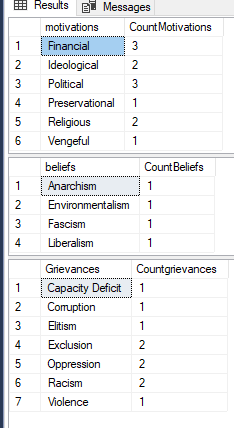 Results Messages
motivations CountMotivations
1 Financial 3
2 Ideological 2
3 Political 3
4 Preservational 1
5 Religious 2
6 Vengeful 1
beliefs CountBeliefs
1 Anarchism 1
2 Environmentalism 1
3 Fascism 1
4 Liberalism 1
Grievances Countgrievances
1 Capacity Deficit 1
2 Corruption 1
3 Elitism 1
4 Exclusion 2
5 Oppression 2
6 Racism 2
7 Violence 1